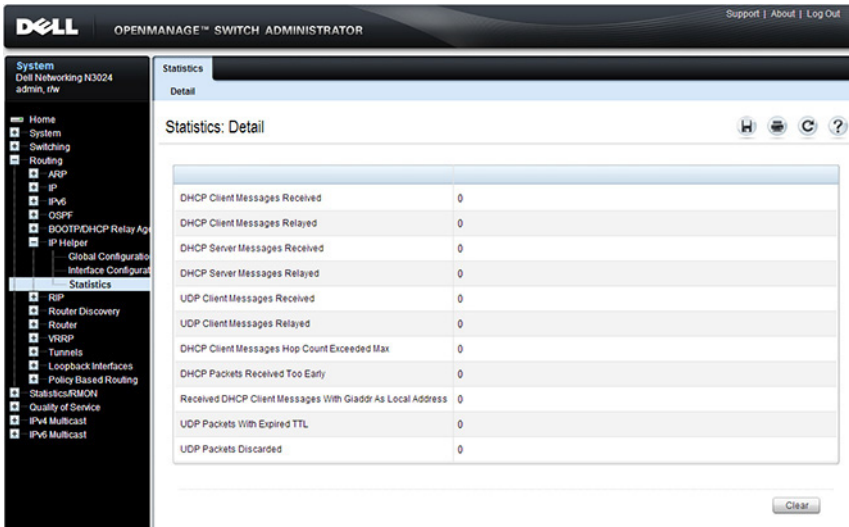 DELL
OPENMANAGE™ SWITCH ADMINISTRATOR
Support | About | Log Out
System
Dell Networking N3024
admin, r/w
Home
System
Switching
Routing
ARP
IP
IPv6
OSPF
BOOTP/DHCP Relay Age
IP Helper
Global Configuratio
Interface Configurat
Statistics
RIP
Router Discovery
Router
VRRP
Tunnels
Loopback Interfaces
Policy Based Routing
Statistics/RMON
Quality of Service
IPv4 Multicast
IPv6 Multicast
Statistics
Detail
Statistics: Detail
DHCP Client Messages Received 0
DHCP Client Messages Relayed 0
DHCP Server Messages Received 0
DHCP Server Messages Relayed 0
UDP Client Messages Received 0
UDP Client Messages Relayed 0
DHCP Client Messages Hop Count Exceeded Max 0
DHCP Packets Received Too Early 0
Received DHCP Client Messages With Giaddr As Local Address 0
UDP Packets With Expired TTL 0
UDP Packets Discarded 0
Clear